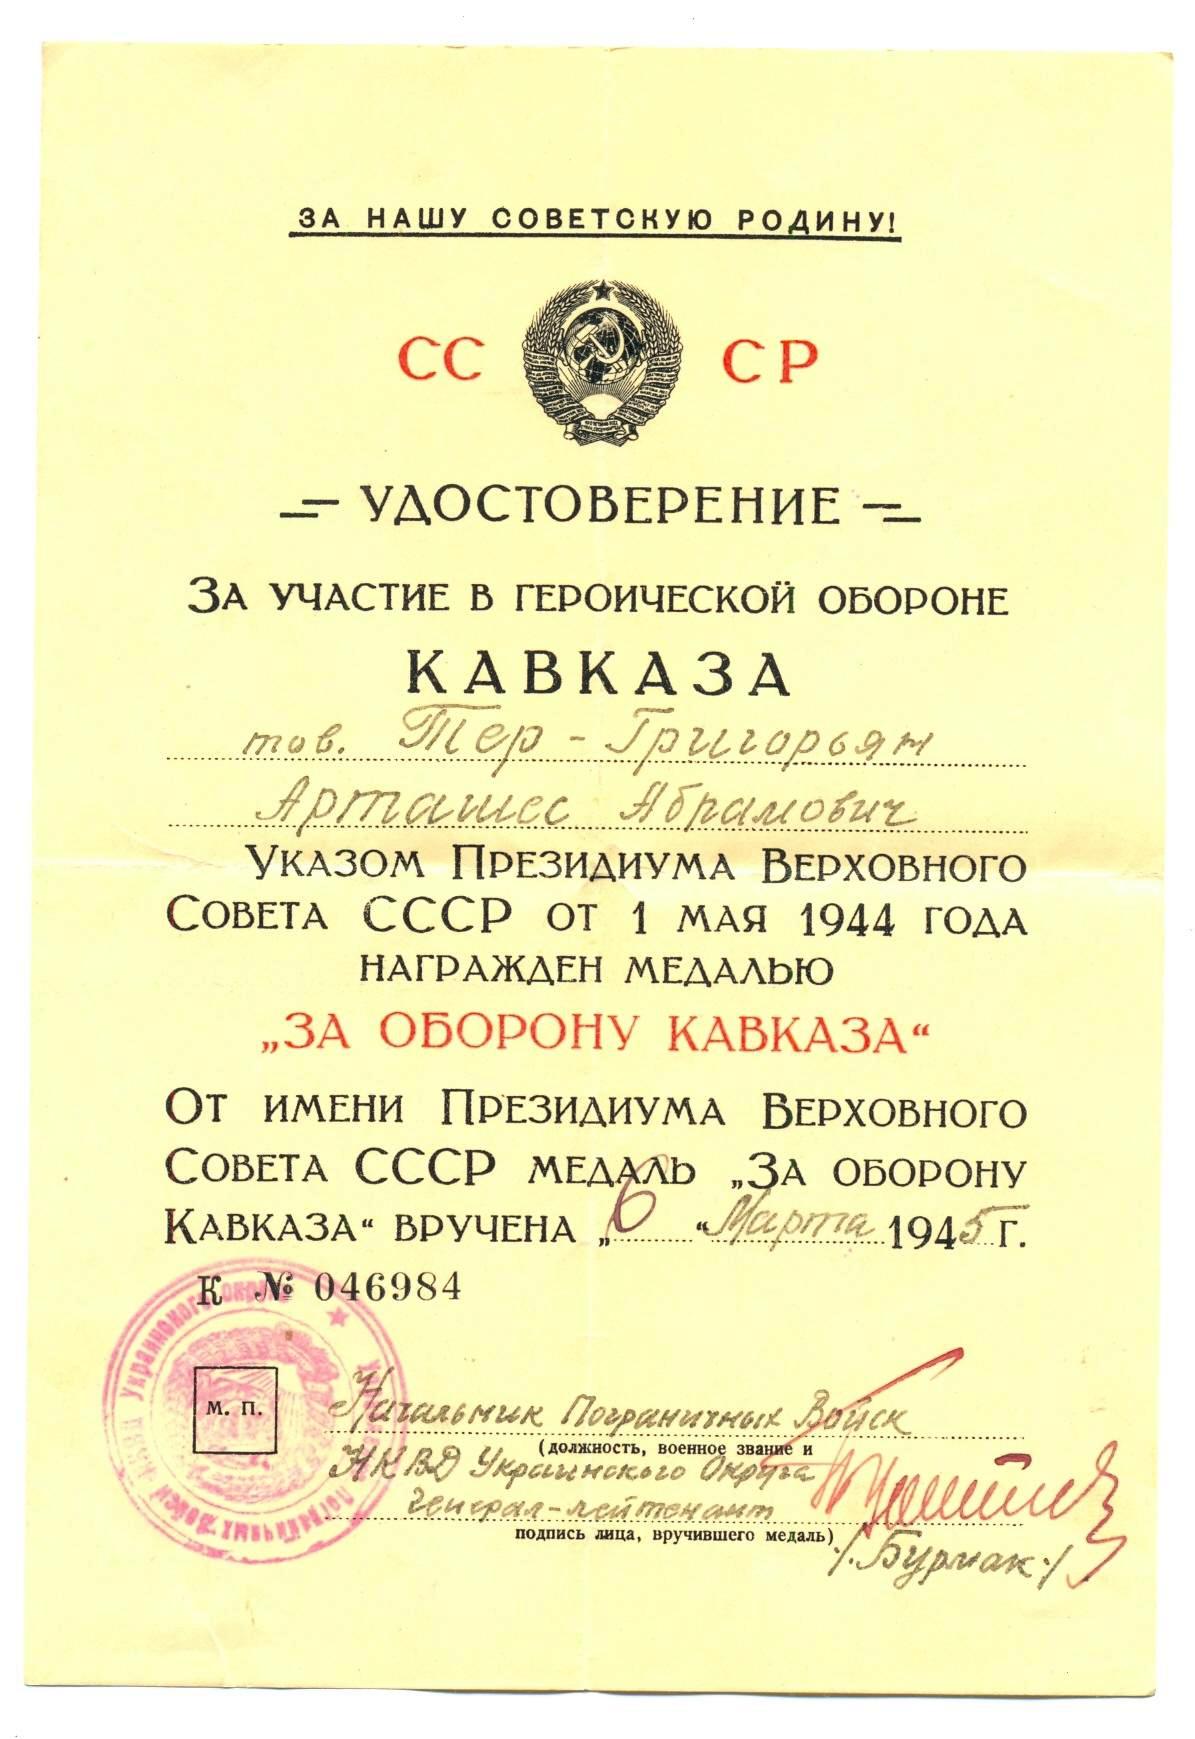 ЗА НАШУ СОВЕТСКУЮ РОДИНУ!
СС СР
УДОСТОВЕРЕНИЕ
ЗА УЧАСТИЕ В ГЕРОИЧЕСКОЙ ОБОРОНЕ
КАВКАЗА
тов. Тер-Григорьян
Арташес Абрамович
УКАЗОМ ПРЕЗИДИУМА ВЕРХОВНОГО
СОВЕТА СССР ОТ 1 МАЯ 1944 ГОДА
НАГРАЖДЕН МЕДАЛЬЮ
„ЗА ОБОРОНУ КАВКАЗА“
ОТ ИМЕНИ ПРЕЗИДИУМА ВЕРХОВНОГО
СОВЕТА СССР МЕДАЛЬ „ЗА ОБОРОНУ
КАВКАЗА“ ВРУЧЕНА „6“ Марта 1945 Г.
К № 046984
Украинского округа
М. П.
Начальник Пограничных Войск
(должность, военное звание и
НКВД Украинского Округа
Генерал-лейтенант
подпись лица, вручившего медаль)
/.Бурмак./